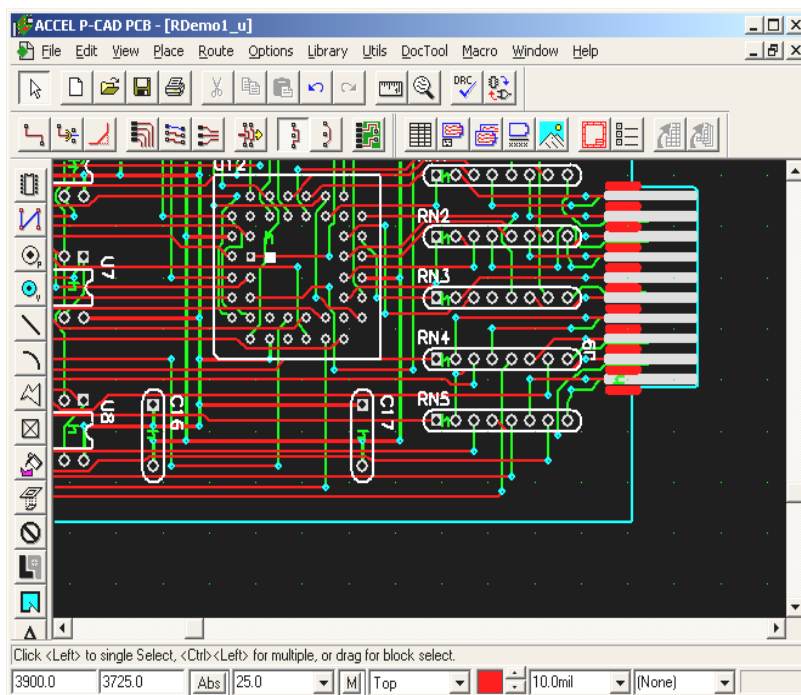 ACCEL P-CAD PCB - [RDemo1_u]
File Edit View Place Route Options Library Utils DocTool Macro Window Help
DRC
U12
RN2
U7
RN3
RN4
RN5
U8
C16
C17
Click <Left> to single Select, <Ctrl><Left> for multiple, or drag for block select.
3900.0 3725.0 Abs 25.0 M Top 10.0mil (None)